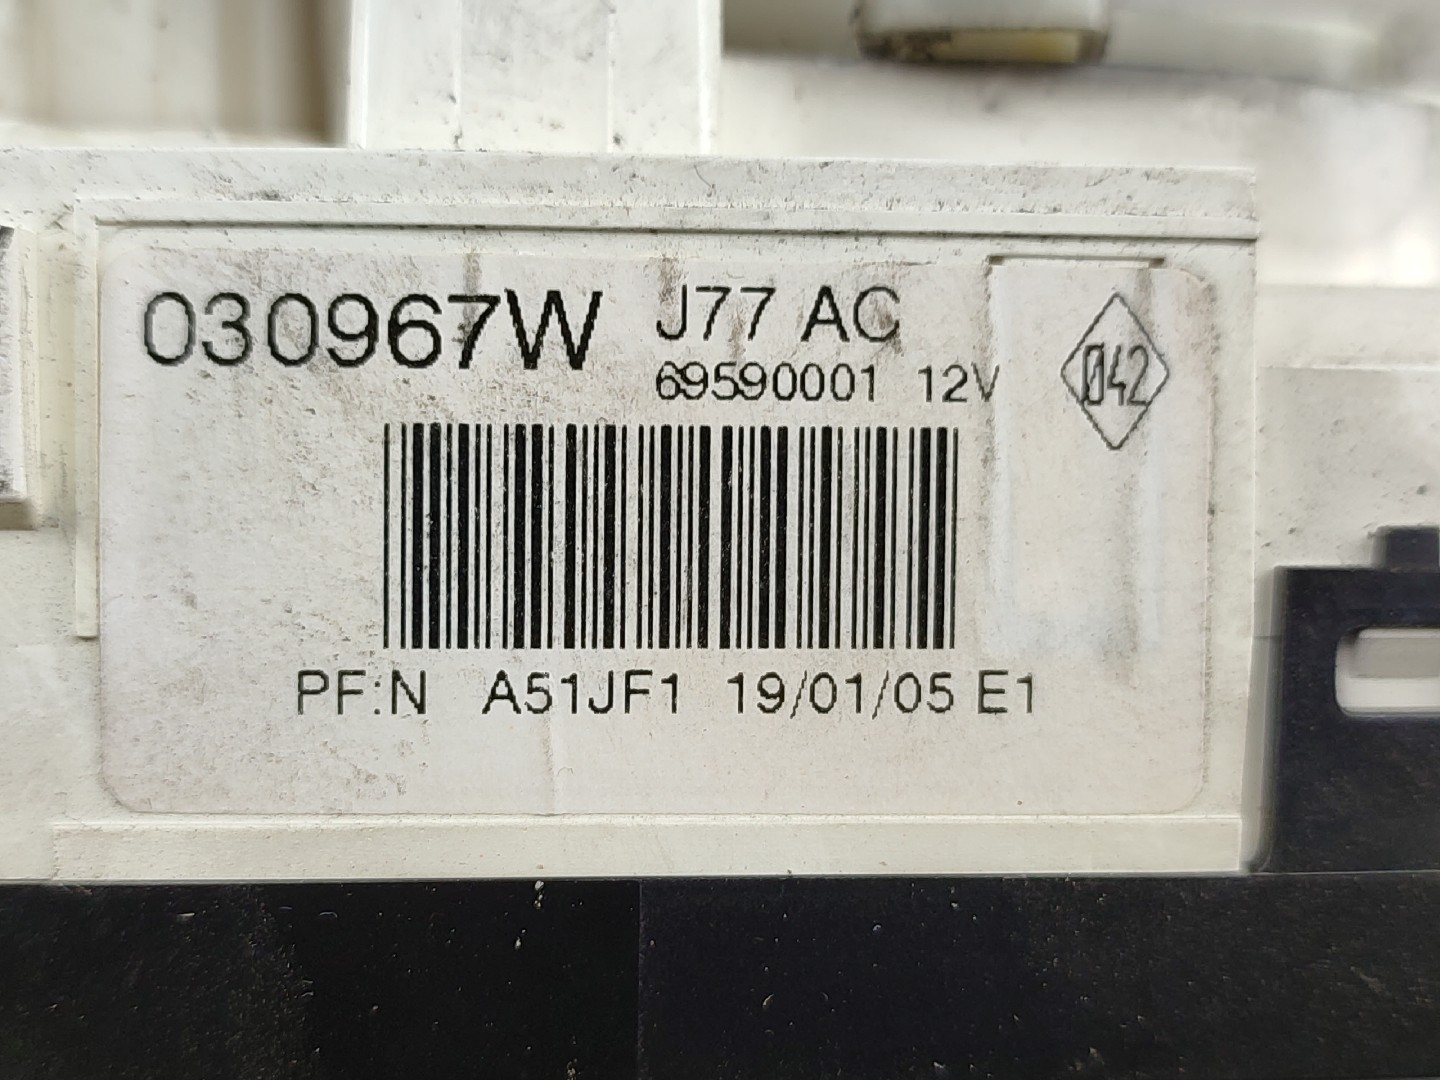 030967W J77 AC
69590001 12V
Ø42
PF:N A51JF1 19/01/05 E1